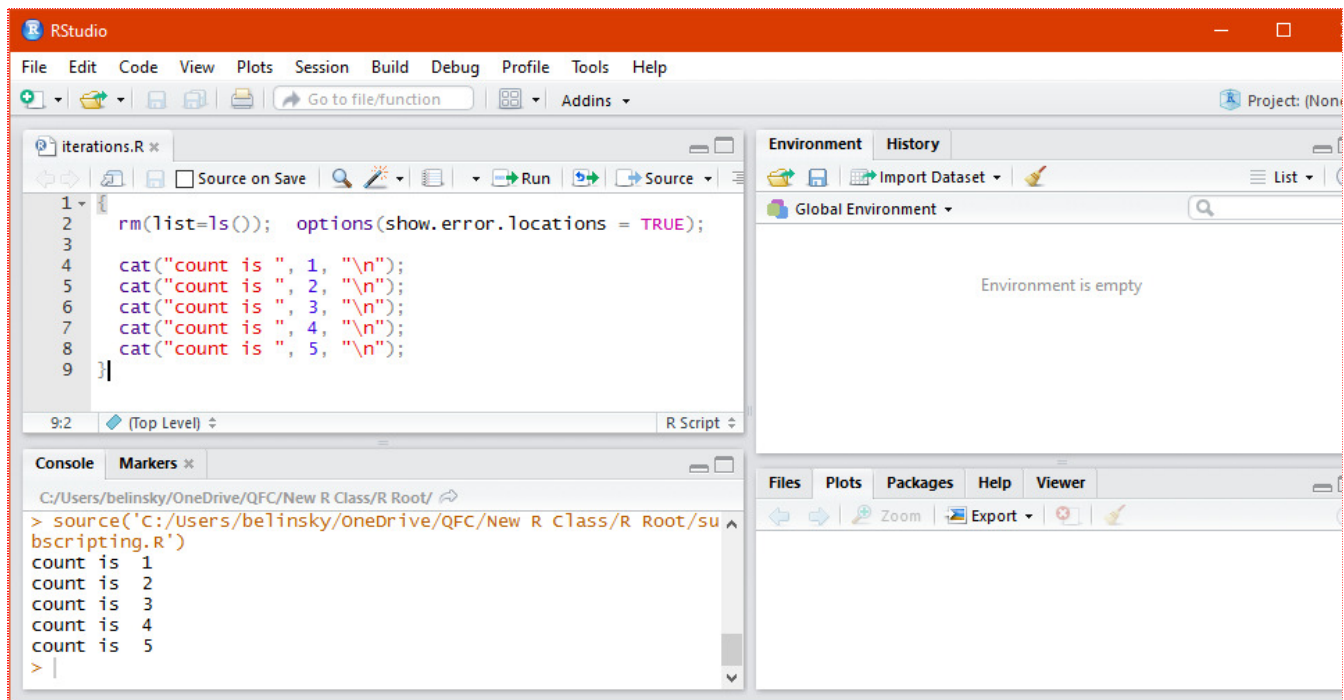 RStudio
File Edit Code View Plots Session Build Debug Profile Tools Help
Go to file/function Addins Project: (None
iterations.R
Source on Save Run Source
1 {
2 rm(list=ls()); options(show.error.locations = TRUE);
3
4 cat("count is ", 1, "\n");
5 cat("count is ", 2, "\n");
6 cat("count is ", 3, "\n");
7 cat("count is ", 4, "\n");
8 cat("count is ", 5, "\n");
9 }
9:2 (Top Level) R Script
Console Markers
C:/Users/belinsky/OneDrive/QFC/New R Class/R Root/
> source('C:/Users/belinsky/OneDrive/QFC/New R Class/R Root/su
bscripting.R')
count is  1
count is  2
count is  3
count is  4
count is  5
>
Environment History
Import Dataset List
Global Environment
Environment is empty
Files Plots Packages Help Viewer
Zoom Export